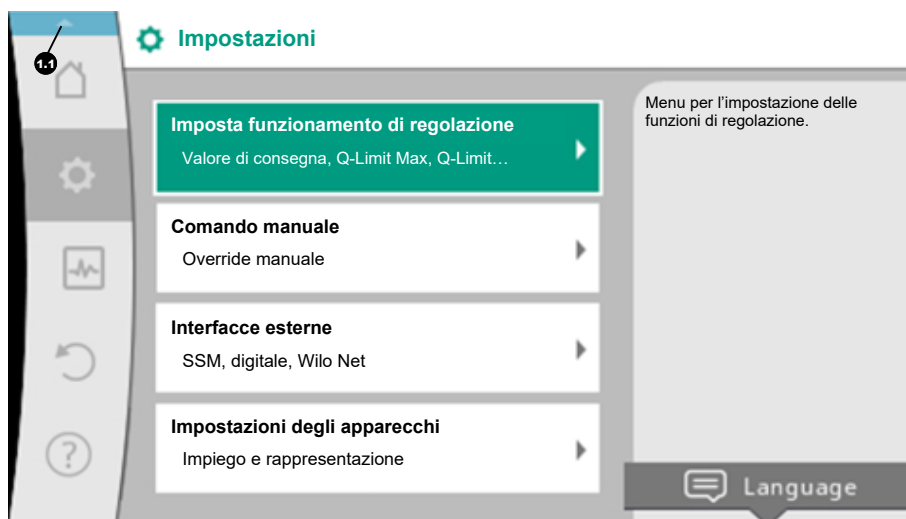 1.1
Impostazioni
Imposta funzionamento di regolazione
Valore di consegna, Q-Limit Max, Q-Limit…
Comando manuale
Override manuale
Interfacce esterne
SSM, digitale, Wilo Net
Impostazioni degli apparecchi
Impiego e rappresentazione
Menu per l'impostazione delle
funzioni di regolazione.
?
Language